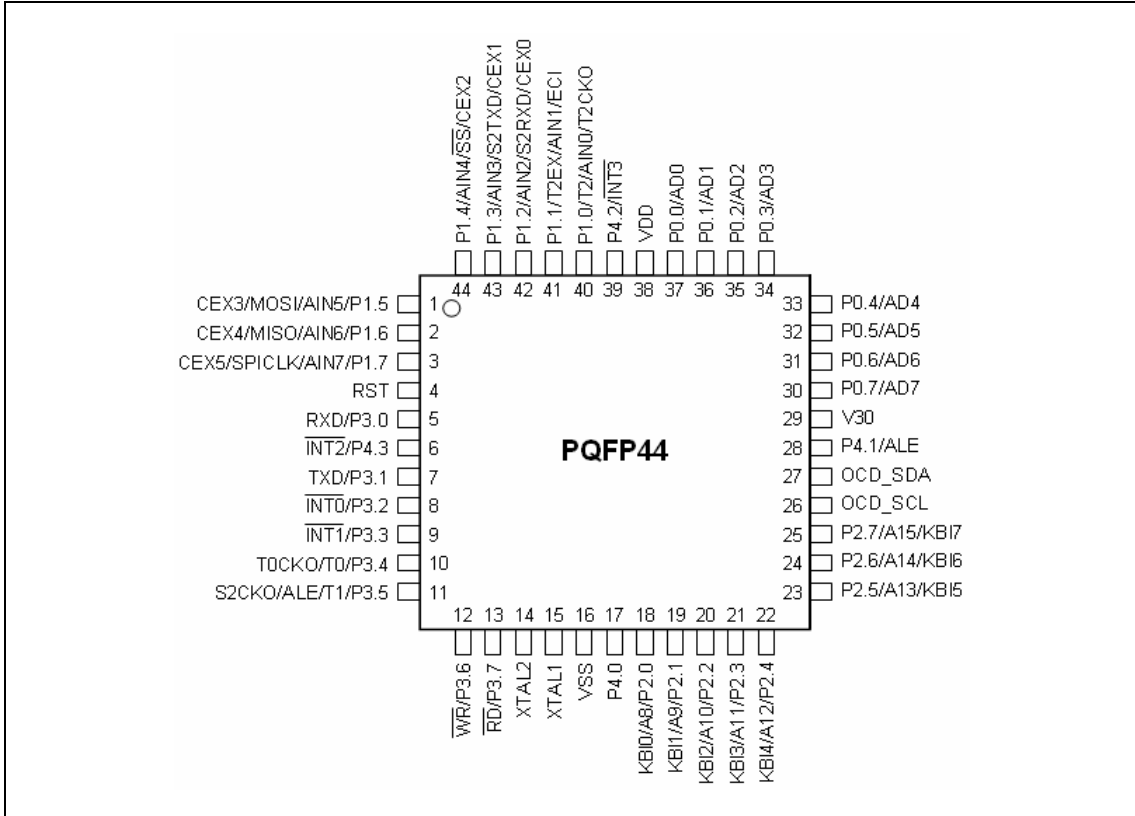 P1.4/AIN4/SS/CEX2
P1.3/AIN3/S2TXD/CEX1
P1.2/AIN2/S2RXD/CEX0
P1.1/T2EX/AIN1/ECI
P1.0/T2/AIN0/T2CKO
P4.2/INT3
VDD
P0.0/AD0
P0.1/AD1
P0.2/AD2
P0.3/AD3
44 43 42 41 40 39 38 37 36 35 34
CEX3/MOSI/AIN5/P1.5 1
CEX4/MISO/AIN6/P1.6 2
CEX5/SPICLK/AIN7/P1.7 3
RST 4
RXD/P3.0 5
INT2/P4.3 6
TXD/P3.1 7
INT0/P3.2 8
INT1/P3.3 9
T0CKO/T0/P3.4 10
S2CKO/ALE/T1/P3.5 11
PQFP44
33 P0.4/AD4
32 P0.5/AD5
31 P0.6/AD6
30 P0.7/AD7
29 V30
28 P4.1/ALE
27 OCD_SDA
26 OCD_SCL
25 P2.7/A15/KBI7
24 P2.6/A14/KBI6
23 P2.5/A13/KBI5
12 13 14 15 16 17 18 19 20 21 22
WR/P3.6
RD/P3.7
XTAL2
XTAL1
VSS
P4.0
KBI0/A8/P2.0
KBI1/A9/P2.1
KBI2/A10/P2.2
KBI3/A11/P2.3
KBI4/A12/P2.4